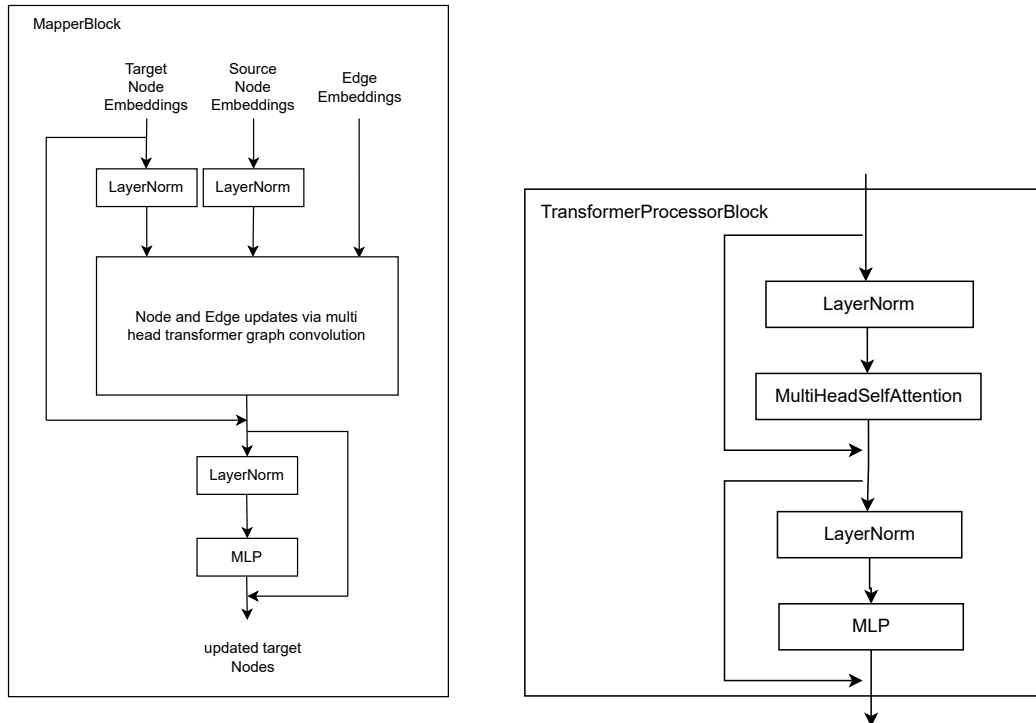 MapperBlock
Target
Node
Embeddings
Source
Node
Embeddings
Edge
Embeddings
LayerNorm
LayerNorm
Node and Edge updates via multi
head transformer graph convolution
LayerNorm
MLP
updated target
Nodes
TransformerProcessorBlock
LayerNorm
MultiHeadSelfAttention
LayerNorm
MLP